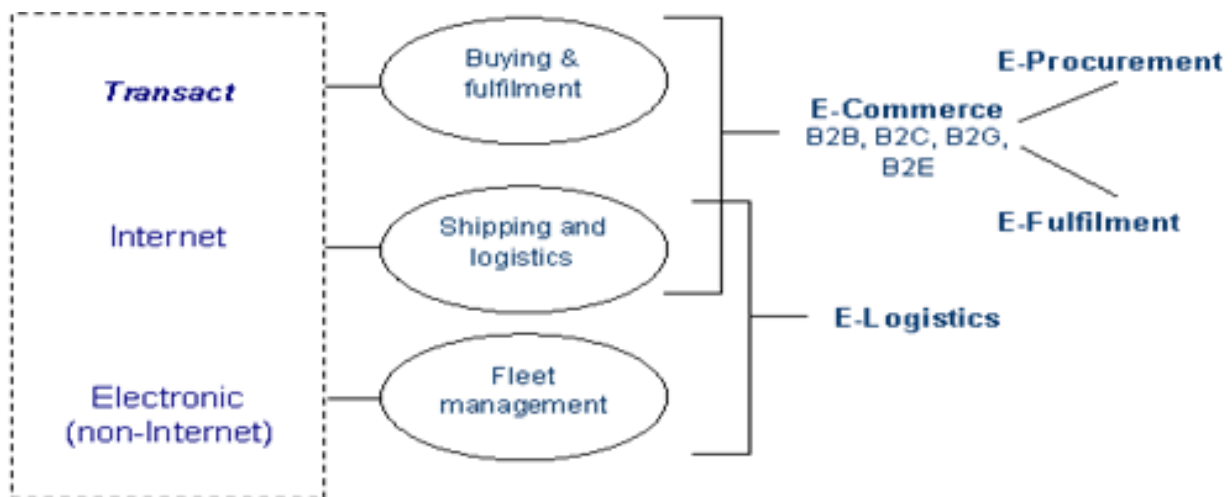 Transact
Internet
Electronic
(non-Internet)
Buying &
fulfilment
Shipping and
logistics
Fleet
management
E-Commerce
B2B, B2C, B2G,
B2E
E-Logistics
E-Procurement
E-Fulfilment